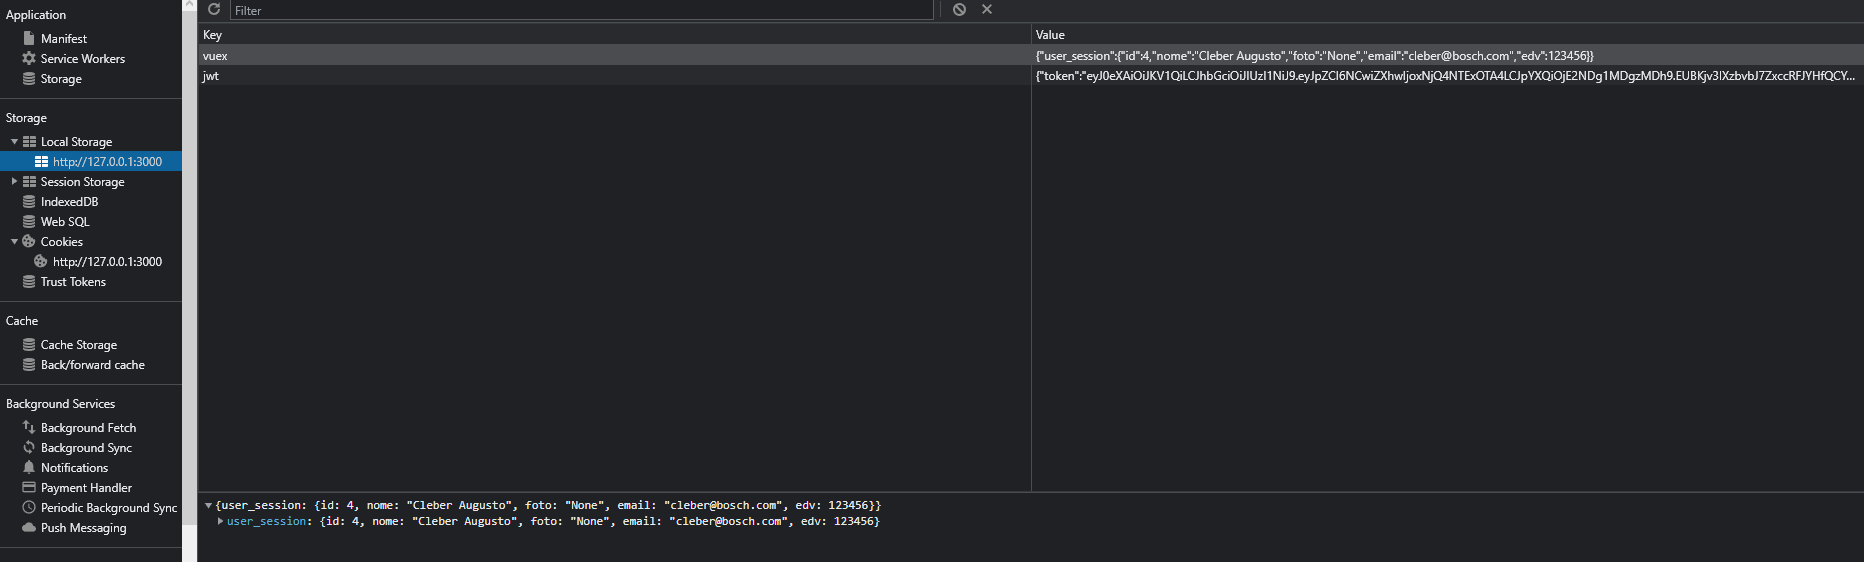 Application
Manifest
Service Workers
Storage
Storage
Local Storage
http://127.0.0.1:3000
Session Storage
IndexedDB
Web SQL
Cookies
http://127.0.0.1:3000
Trust Tokens
Cache
Cache Storage
Back/forward cache
Background Services
Background Fetch
Background Sync
Notifications
Payment Handler
Periodic Background Sync
Push Messaging
Filter
Key Value
vuex {"user_session":{"id":4,"nome":"Cleber Augusto","foto":"None","email":"cleber@bosch.com","edv":123456}}
jwt {"token":"eyJ0eXAiOiJKV1QiLCJhbGciOiJIUzI1NiJ9.eyJpZCI6NCwiZXhwIjoxNjQ4NTExOTA4LCJpYXQiOjE2NDg1MDgzMDh9.EUBKjv3IXzbvbJ7ZxccRFJYHfQCY...
{user_session: {id: 4, nome: "Cleber Augusto", foto: "None", email: "cleber@bosch.com", edv: 123456}}
user_session: {id: 4, nome: "Cleber Augusto", foto: "None", email: "cleber@bosch.com", edv: 123456}